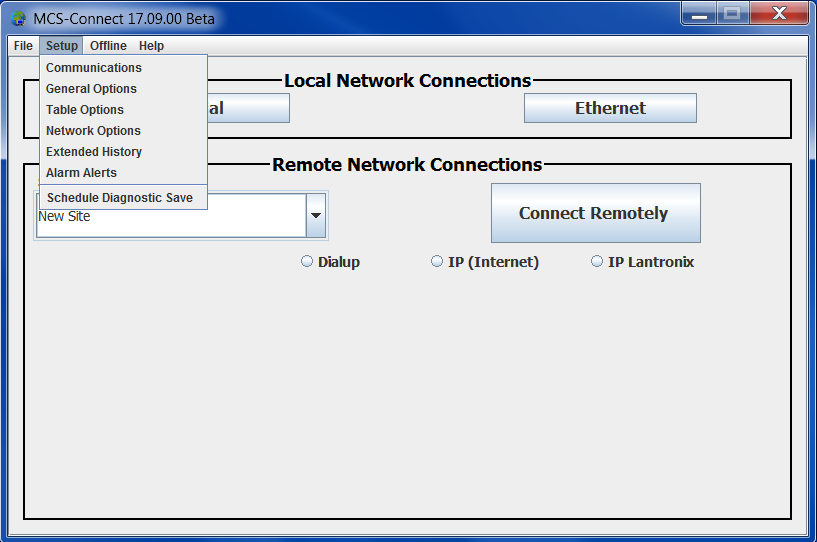 MCS-Connect 17.09.00 Beta
File Setup Offline Help
Communications
General Options
Table Options
Network Options
Extended History
Alarm Alerts
Schedule Diagnostic Save
Local Network Connections
al Ethernet
Remote Network Connections
New Site
Connect Remotely
Dialup IP (Internet) IP Lantronix